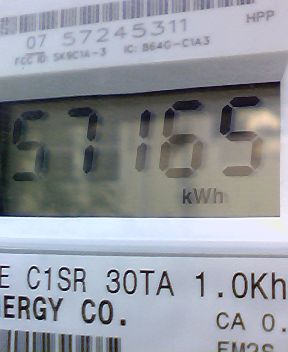 HPP
07 57245311
FCC ID: SK9C1A-3 IC: 864G-C1A3
57165
kWh
E C1SR 30TA 1.0Kh
ERGY CO.
CA 0.
FM2S